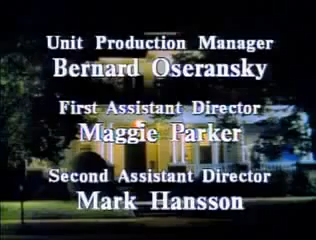 Unit Production Manager
Bernard Oseransky
First Assistant Director
Maggie Parker
Second Assistant Director
Mark Hansson